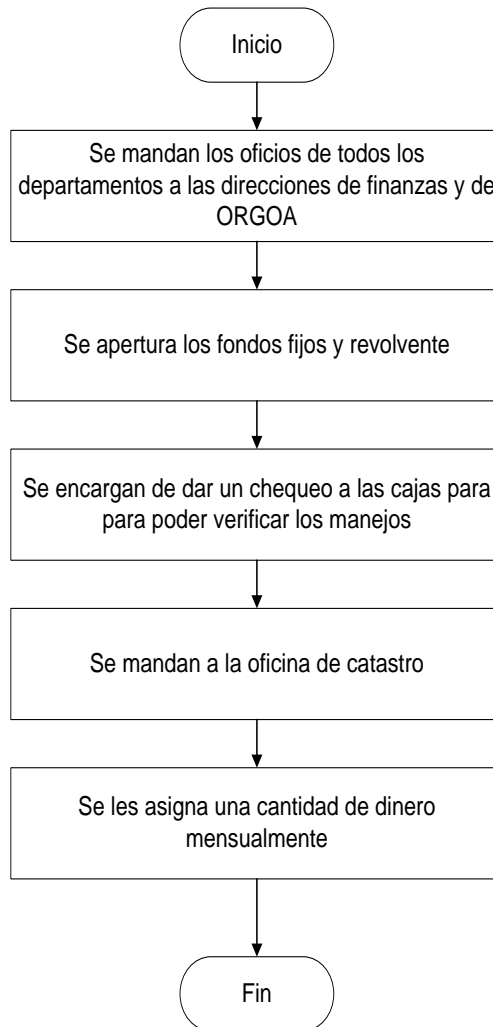 Inicio
Se mandan los oficios de todos los
departamentos a las direcciones de finanzas y de
ORGOA
Se apertura los fondos fijos y revolvente
Se encargan de dar un chequeo a las cajas para
para poder verificar los manejos
Se mandan a la oficina de catastro
Se les asigna una cantidad de dinero
mensualmente
Fin